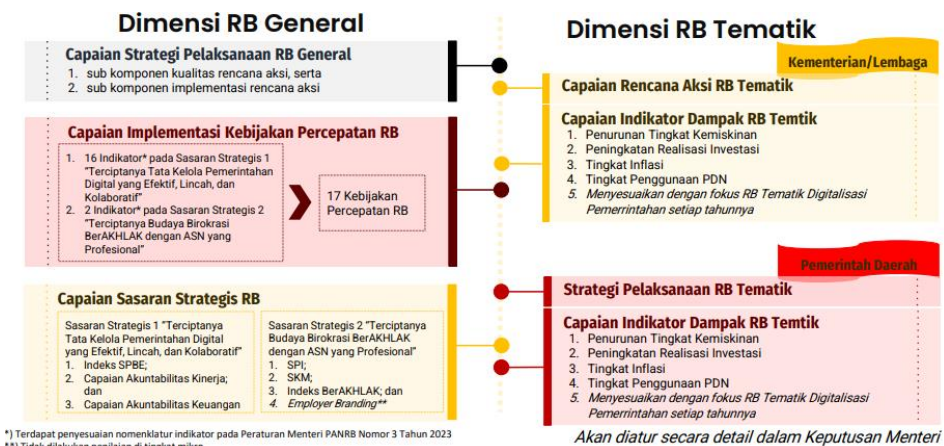 Dimensi RB General
Capaian Strategi Pelaksanaan RB General
1. sub komponen kualitas rencana aksi, serta
2. sub komponen implementasi rencana aksi
Capaian Implementasi Kebijakan Percepatan RB
1. 16 Indikator* pada Sasaran Strategis 1
"Terciptanya Tata Kelola Pemerintahan
Digital yang Efektif, Lincah, dan
Kolaboratif"
2. 2 Indikator* pada Sasaran Strategis 2
"Terciptanya Budaya Birokrasi
BerAKHLAK dengan ASN yang
Profesional"
17 Kebijakan
Percepatan RB
Capaian Sasaran Strategis RB
Sasaran Strategis 1 "Terciptanya
Tata Kelola Pemerintahan Digital
yang Efektif, Lincah, dan Kolaboratif"
1. Indeks SPBE;
2. Capaian Akuntabilitas Kinerja;
dan
3. Capaian Akuntabilitas Keuangan
Sasaran Strategis 2 "Terciptanya
Budaya Birokrasi BerAKHLAK
dengan ASN yang Profesional"
1. SPI;
2. SKM;
3. Indeks BerAKHLAK; dan
4. Employer Branding**
*) Terdapat penyesuaian nomenklatur indikator pada Peraturan Menteri PANRB Nomor 3 Tahun 2023
**) Tidak dilakukan penilaian di tingkat mikro
Dimensi RB Tematik
Kementerian/Lembaga
Capaian Rencana Aksi RB Tematik
Capaian Indikator Dampak RB Temtik
1. Penurunan Tingkat Kemiskinan
2. Peningkatan Realisasi Investasi
3. Tingkat Inflasi
4. Tingkat Penggunaan PDN
5. Menyesuaikan dengan fokus RB Tematik Digitalisasi
Pemerrintahan setiap tahunnya
Pemerintah Daerah
Strategi Pelaksanaan RB Tematik
Capaian Indikator Dampak RB Temtik
1. Penurunan Tingkat Kemiskinan
2. Peningkatan Realisasi Investasi
3. Tingkat Inflasi
4. Tingkat Penggunaan PDN
5. Menyesuaikan dengan fokus RB Tematik Digitalisasi
Pemerintahan setiap tahunnya
Akan diatur secara detail dalam Keputusan Menteri